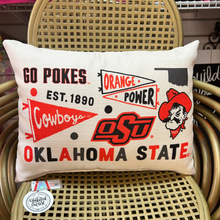 GO POKES.
ORANGE
POWER
EST. 1890
Cowboys
OSU
OKLAHOMA STATE